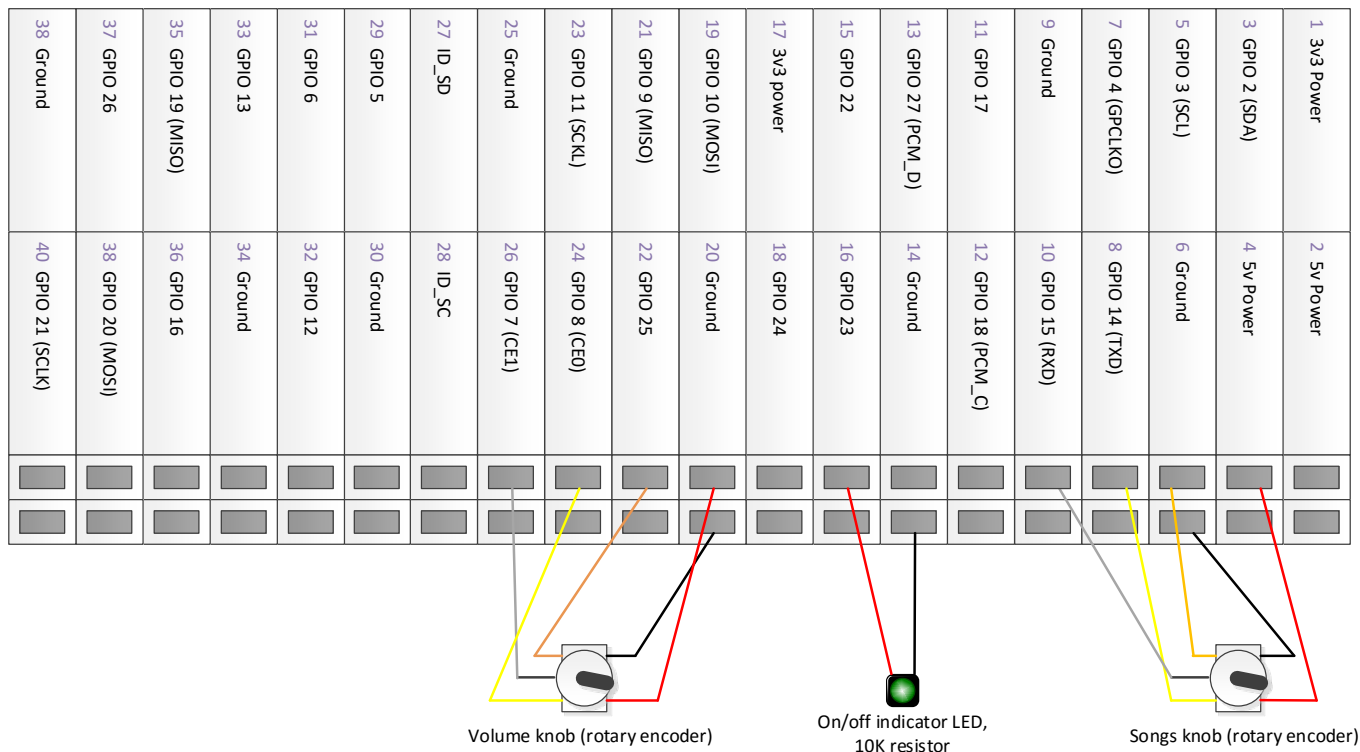 38 Ground
37 GPIO 26
35 GPIO 19 (MISO)
33 GPIO 13
31 GPIO 6
29 GPIO 5
27 ID_SD
25 Ground
23 GPIO 11 (SCKL)
21 GPIO 9 (MISO)
19 GPIO 10 (MOSI)
17 3v3 power
15 GPIO 22
13 GPIO 27 (PCM_D)
11 GPIO 17
9 Ground
7 GPIO 4 (GPCLKO)
5 GPIO 3 (SCL)
3 GPIO 2 (SDA)
1 3v3 Power
40 GPIO 21 (SCLK)
38 GPIO 20 (MOSI)
36 GPIO 16
34 Ground
32 GPIO 12
30 Ground
28 ID_SC
26 GPIO 7 (CE1)
24 GPIO 8 (CE0)
22 GPIO 25
20 Ground
18 GPIO 24
16 GPIO 23
14 Ground
12 GPIO 18 (PCM_C)
10 GPIO 15 (RXD)
8 GPIO 14 (TXD)
6 Ground
4 5v Power
2 5v Power
Volume knob (rotary encoder)
On/off indicator LED,
10K resistor
Songs knob (rotary encoder)